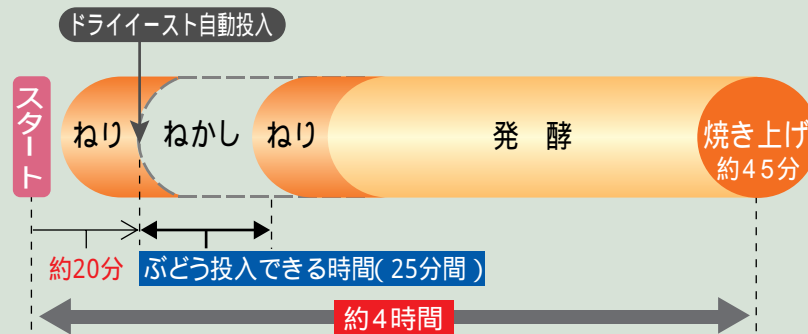 ドライイースト自動投入
スタート
ねり
ねかし
ねり
発 酵
焼き上げ
約45分
約20分
ぶどう投入できる時間(25分間)
約4時間